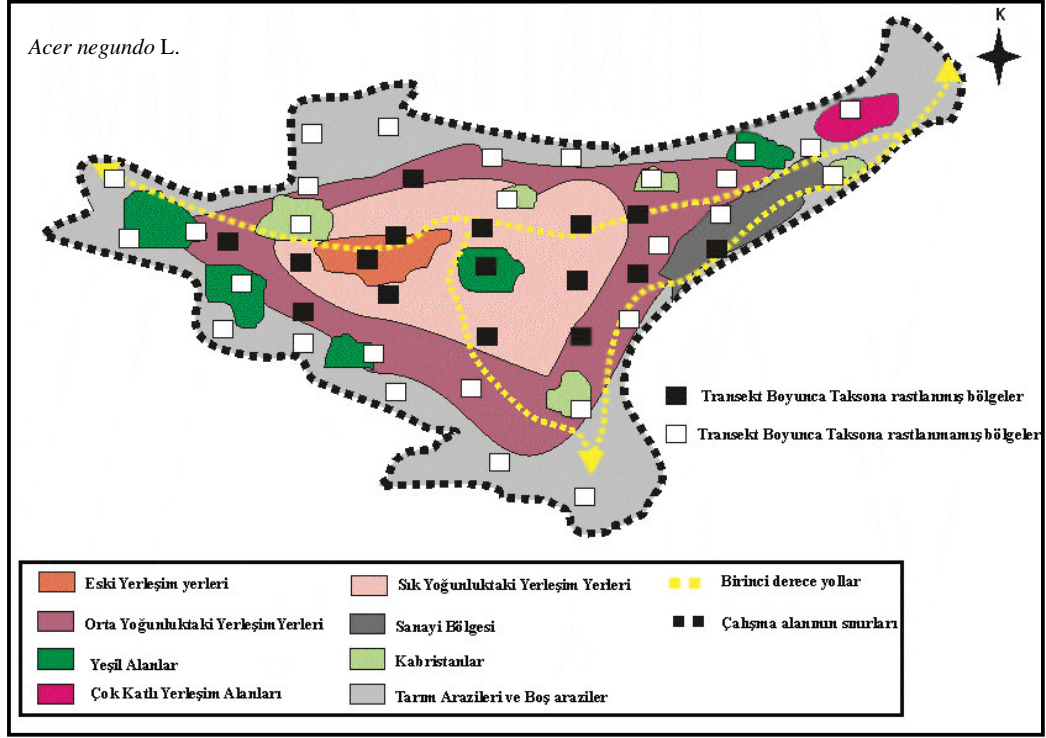 Acer negundo L.
K
Transekt Boyunca Taksona rastlanmış bölgeler
Transekt Boyunca Taksona rastlanmamış bölgeler
Eski Yerleşim yerleri
Sık Yoğunluktaki Yerleşim Yerleri
Birinci derece yollar
Orta Yoğunluktaki Yerleşim Yerleri
Sanayi Bölgesi
Çalışma alanının sınırları
Yeşil Alanlar
Kabristanlar
Çok Katlı Yerleşim Alanları
Tarım Arazileri ve Boş araziler